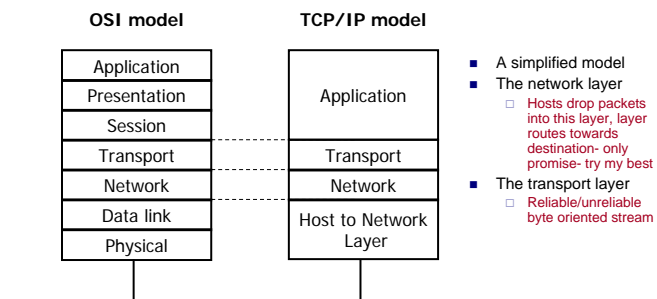 OSI model
Application
Presentation
Session
Transport
Network
Data link
Physical
TCP/IP model
Application
Transport
Network
Host to Network
Layer
A simplified model
The network layer
Hosts drop packets
into this layer, layer
routes towards
destination- only
promise- try my best
The transport layer
Reliable/unreliable
byte oriented stream